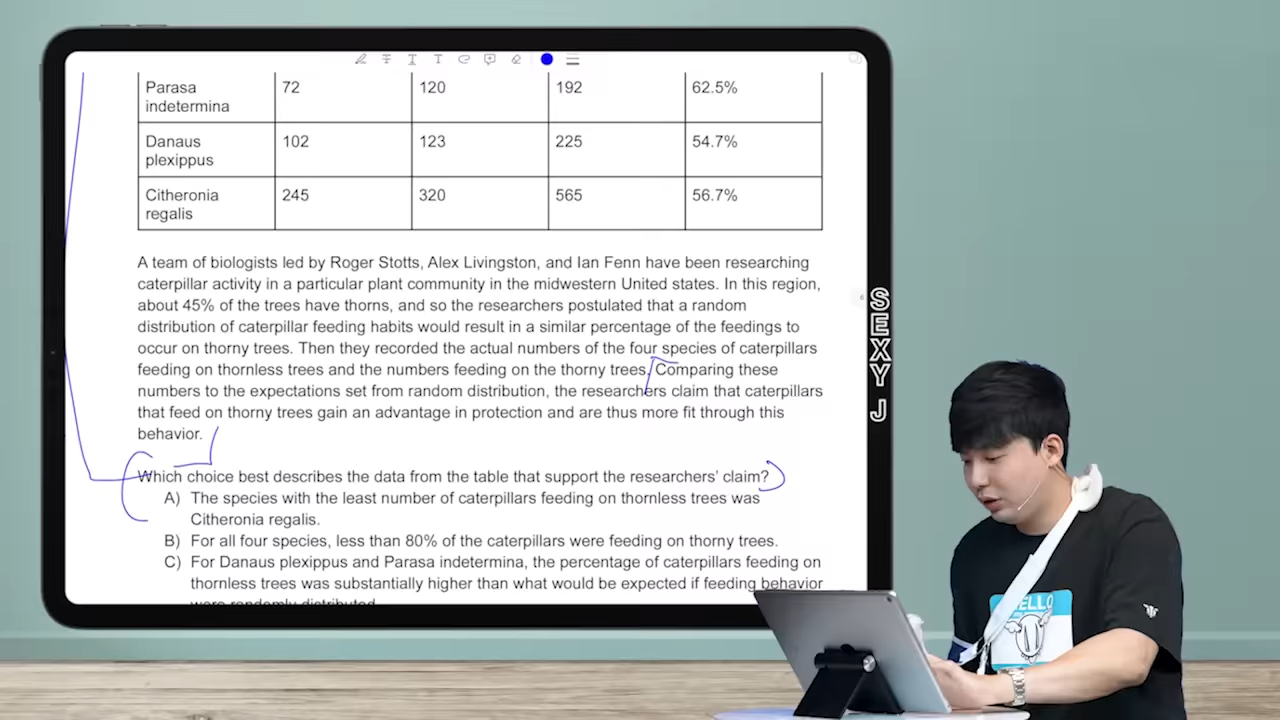 Parasa
indetermina
72
120
192
62.5%
Danaus
plexippus
102
123
225
54.7%
Citheronia
regalis
245
320
565
56.7%
A team of biologists led by Roger Stotts, Alex Livingston, and Ian Fenn have been researching
caterpillar activity in a particular plant community in the midwestern United states. In this region,
about 45% of the trees have thorns, and so the researchers postulated that a random
distribution of caterpillar feeding habits would result in a similar percentage of the feedings to
occur on thorny trees. Then they recorded the actual numbers of the four species of caterpillars
feeding on thornless trees and the numbers feeding on the thorny trees. Comparing these
numbers to the expectations set from random distribution, the researchers claim that caterpillars
that feed on thorny trees gain an advantage in protection and are thus more fit through this
behavior.
Which choice best describes the data from the table that support the researchers' claim?
A) The species with the least number of caterpillars feeding on thornless trees was
Citheronia regalis.
B) For all four species, less than 80% of the caterpillars were feeding on thorny trees.
C) For Danaus plexippus and Parasa indetermina, the percentage of caterpillars feeding on
thornless trees was substantially higher than what would be expected if feeding behavior
were randomly distributed
6
SEXY J
HELLO